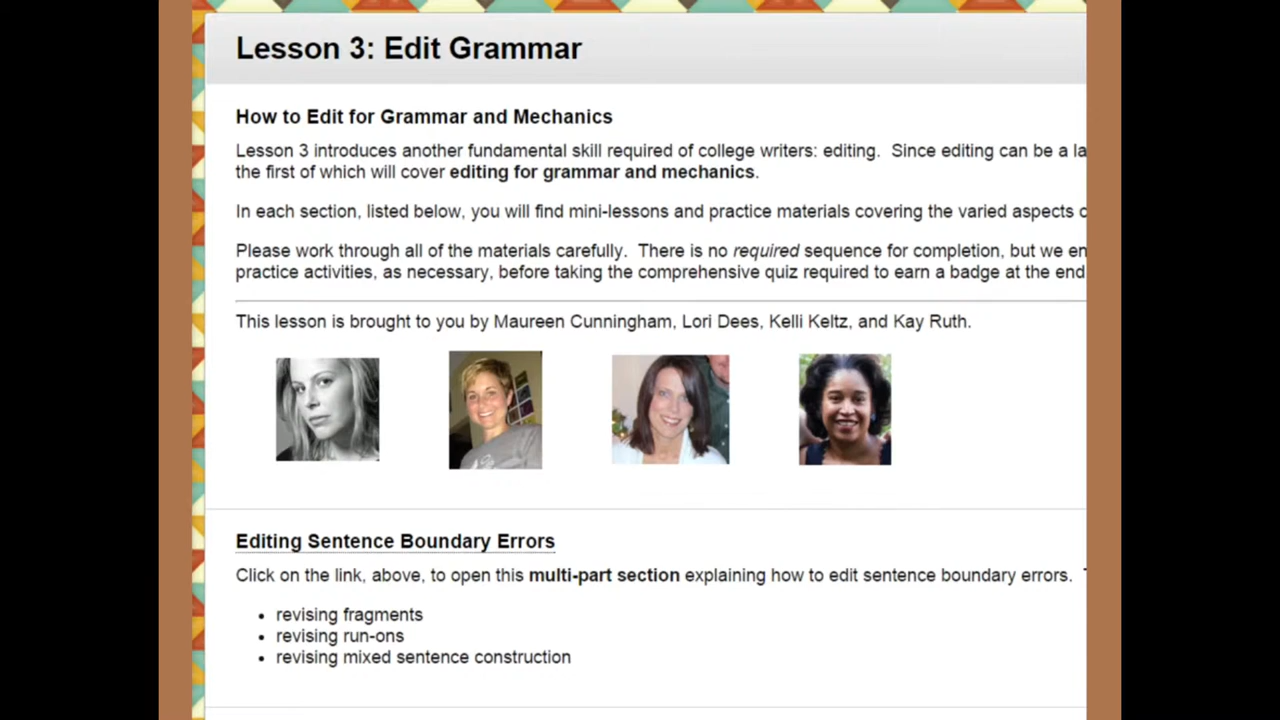 Lesson 3: Edit Grammar
How to Edit for Grammar and Mechanics
Lesson 3 introduces another fundamental skill required of college writers: editing. Since editing can be a la
the first of which will cover editing for grammar and mechanics.
In each section, listed below, you will find mini-lessons and practice materials covering the varied aspects
Please work through all of the materials carefully. There is no required sequence for completion, but we en
practice activities, as necessary, before taking the comprehensive quiz required to earn a badge at the end
This lesson is brought to you by Maureen Cunningham, Lori Dees, Kelli Keltz, and Kay Ruth.
Editing Sentence Boundary Errors
Click on the link, above, to open this multi-part section explaining how to edit sentence boundary errors.
• revising fragments
• revising run-ons
• revising mixed sentence construction